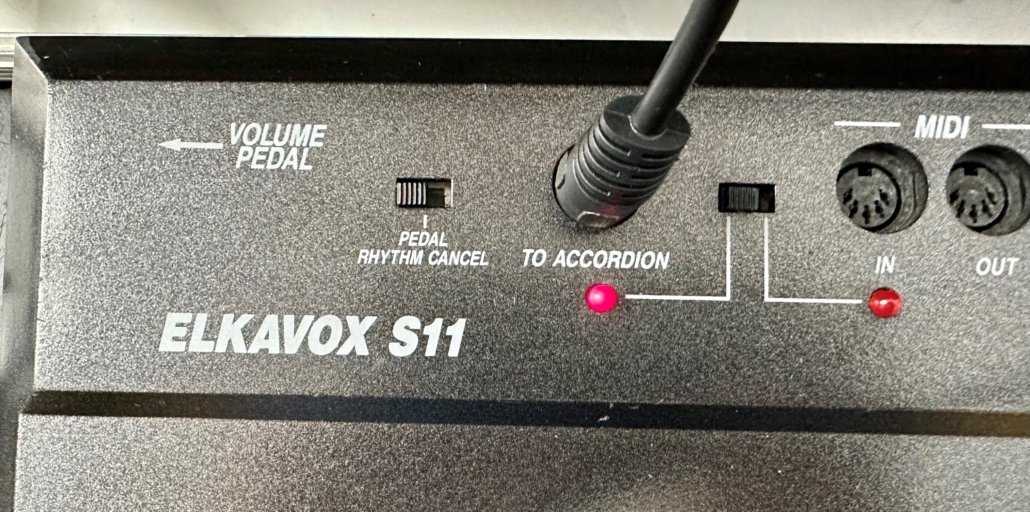 VOLUME
PEDAL
MIDI
PEDAL
RHYTHM CANCEL
TO ACCORDION
IN
OUT
ELKAVOX S11